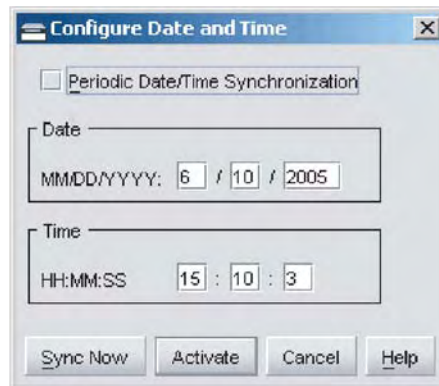 Configure Date and Time
Periodic Date/Time Synchronization
Date
MM/DD/YYYY: 6 / 10 / 2005
Time
HH:MM:SS 15 : 10 : 3
Sync Now Activate Cancel Help